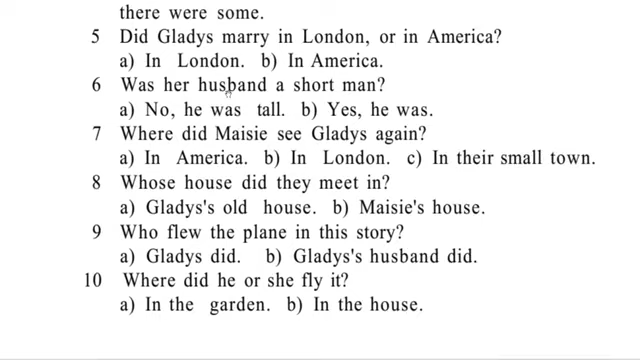 there were some.
5 Did Gladys marry in London, or in America?
a) In London. b) In America.
6 Was her husband a short man?
a) No, he was tall. b) Yes, he was.
7 Where did Maisie see Gladys again?
a) In America. b) In London. c) In their small town.
8 Whose house did they meet in?
a) Gladys's old house. b) Maisie's house.
9 Who flew the plane in this story?
a) Gladys did. b) Gladys's husband did.
10 Where did he or she fly it?
a) In the garden. b) In the house.